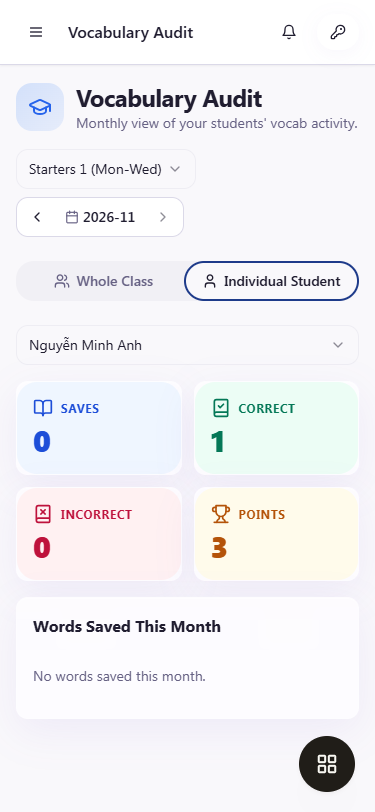 Vocabulary Audit
Vocabulary Audit
Monthly view of your students' vocab activity.
Starters 1 (Mon-Wed)
2026-11
Whole Class
Individual Student
Nguyễn Minh Anh
SAVES
0
CORRECT
1
INCORRECT
0
POINTS
3
Words Saved This Month
No words saved this month.